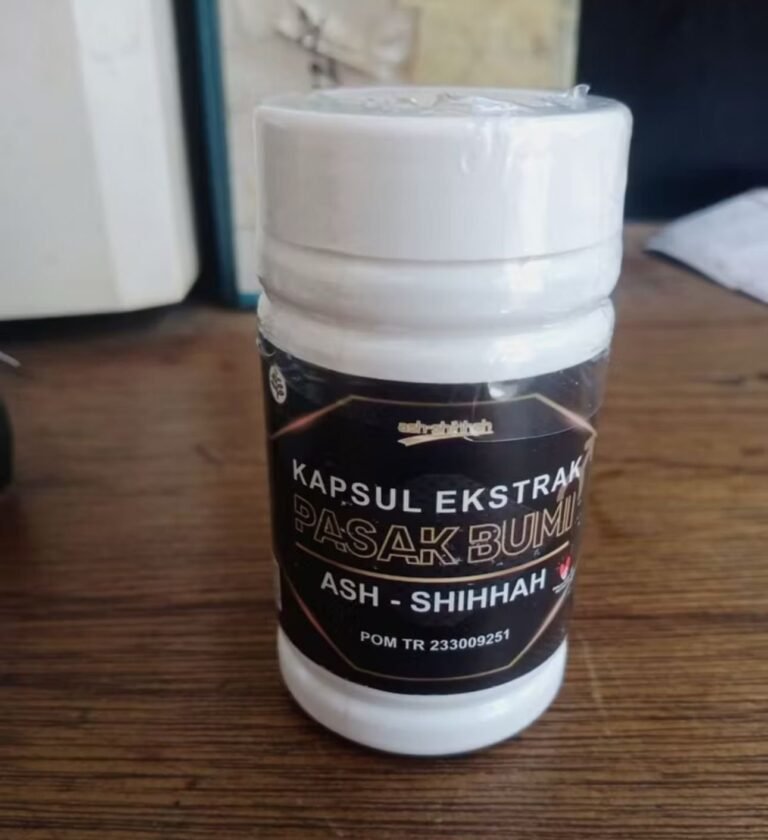 ash-shihhah
KAPSUL EKSTRAK
PASAK BUMI
ASH - SHIHHAH
POM TR 233009251